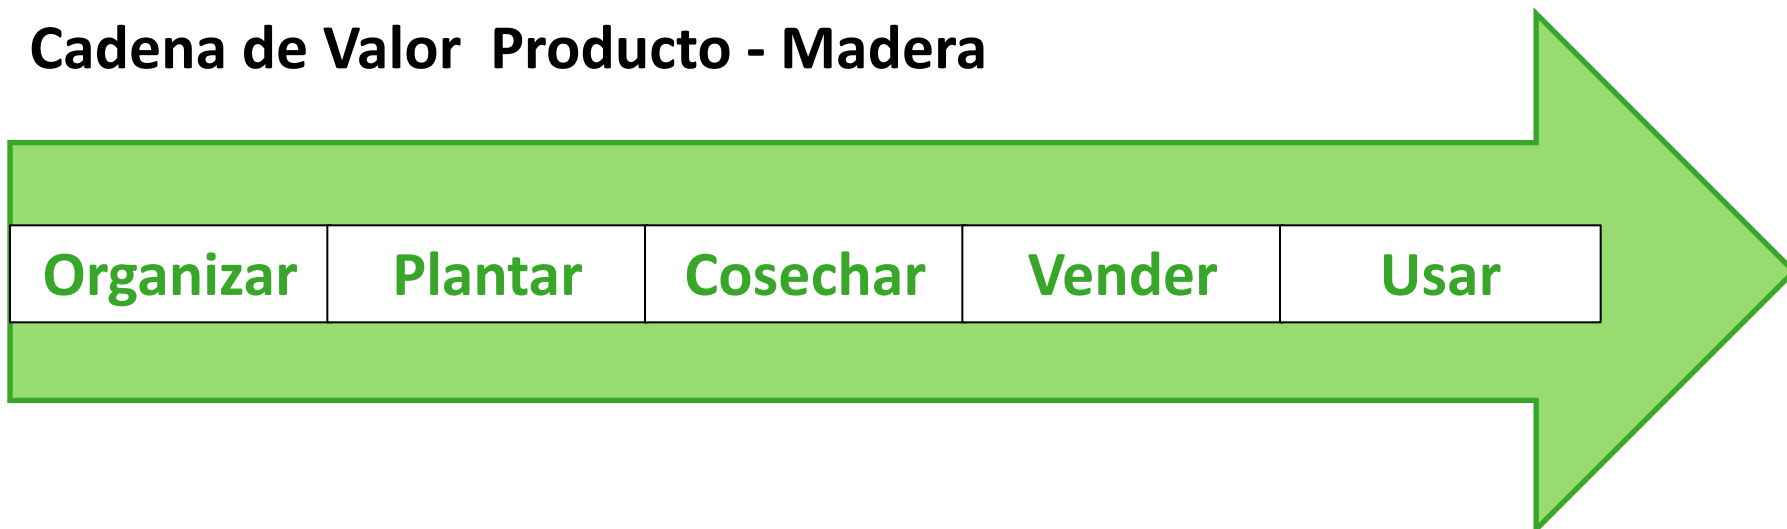 Cadena de Valor  Producto - Madera
Organizar Plantar Cosechar Vender Usar